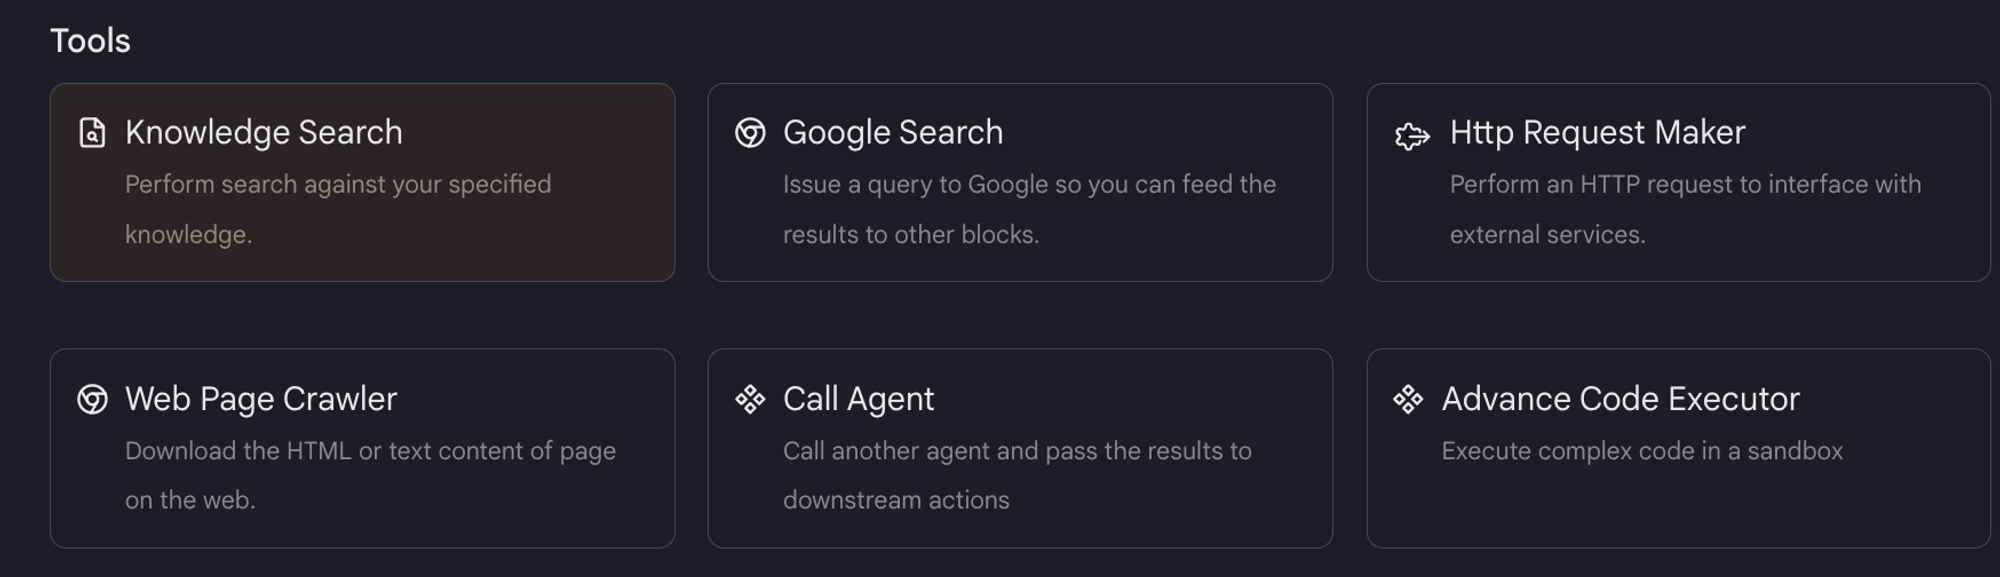 Tools
Knowledge Search
Perform search against your specified
knowledge.
Google Search
Issue a query to Google so you can feed the
results to other blocks.
Http Request Maker
Perform an HTTP request to interface with
external services.
Web Page Crawler
Download the HTML or text content of page
on the web.
Call Agent
Call another agent and pass the results to
downstream actions
Advance Code Executor
Execute complex code in a sandbox